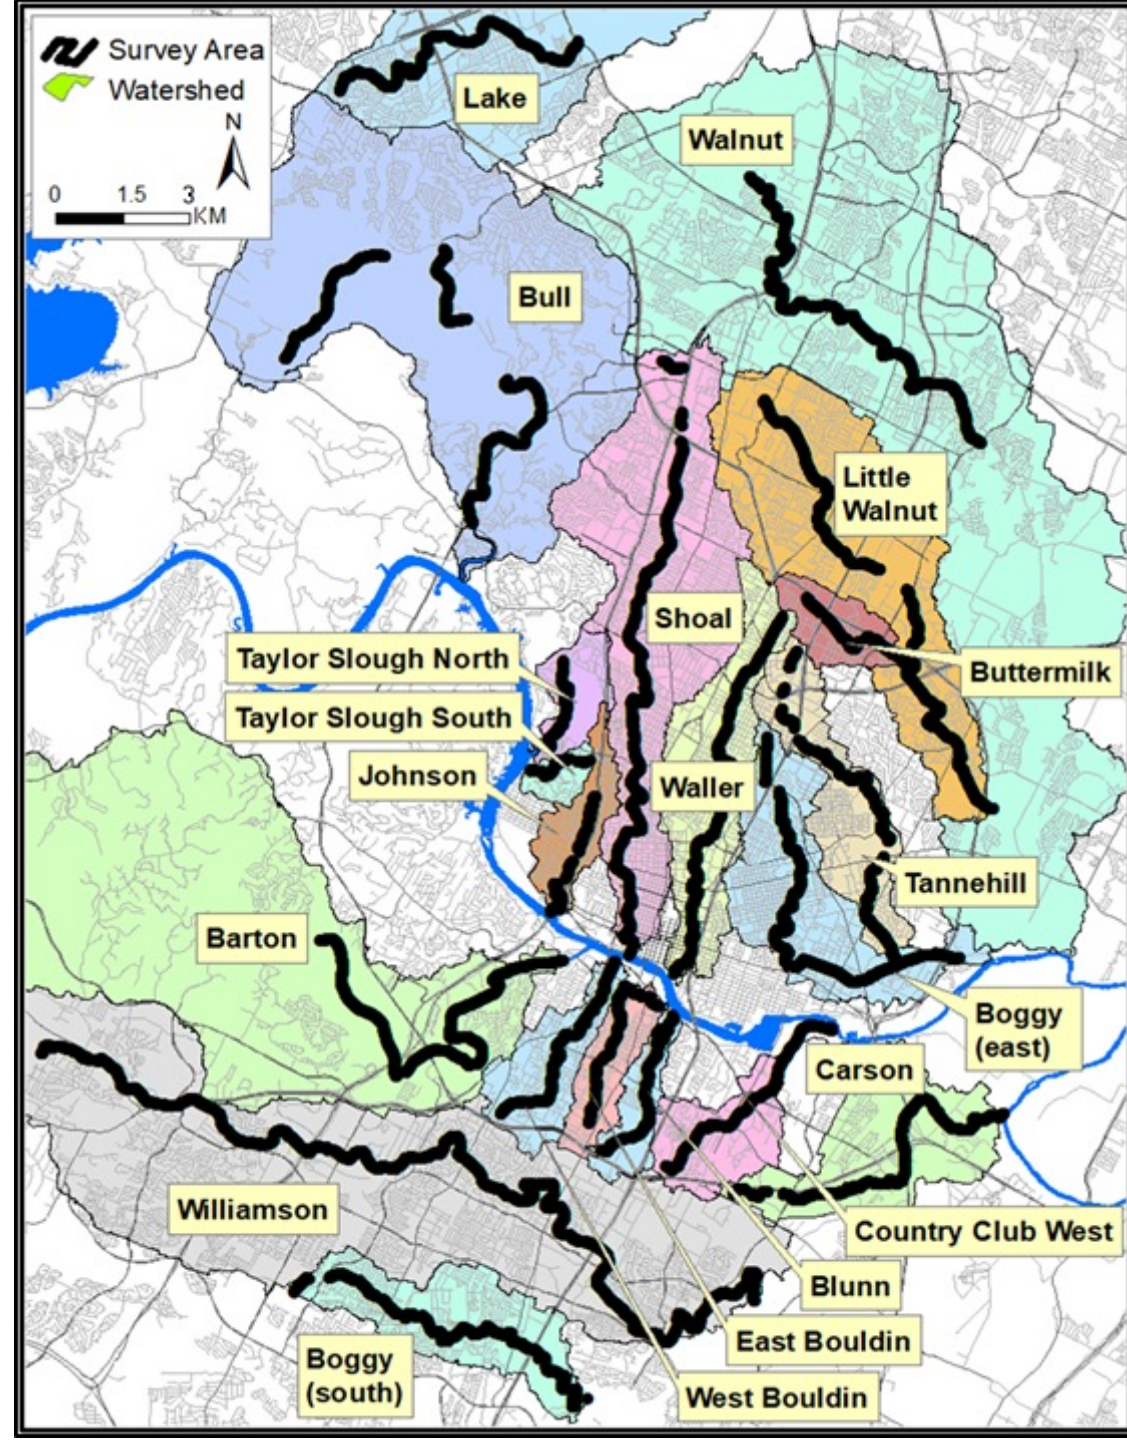 Survey Area
Watershed
N
0 1.5 3
KM
Lake
Walnut
Bull
Little
Walnut
Shoal
Taylor Slough North
Buttermilk
Taylor Slough South
Johnson
Waller
Tannehill
Barton
Boggy
(east)
Carson
Williamson
Country Club West
Blunn
East Bouldin
Boggy
(south)
West Bouldin